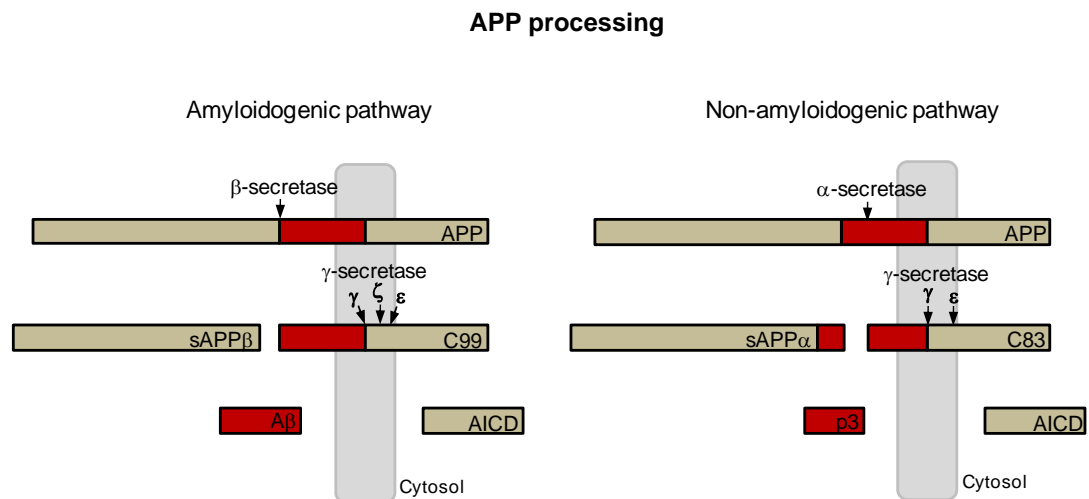 APP processing
Amyloidogenic pathway
Non-amyloidogenic pathway
β-secretase
APP
γ-secretase
γ ζ ε
sAPPβ
C99
Aβ
AICD
Cytosol
α-secretase
APP
γ-secretase
γ ε
sAPPα
C83
p3
AICD
Cytosol